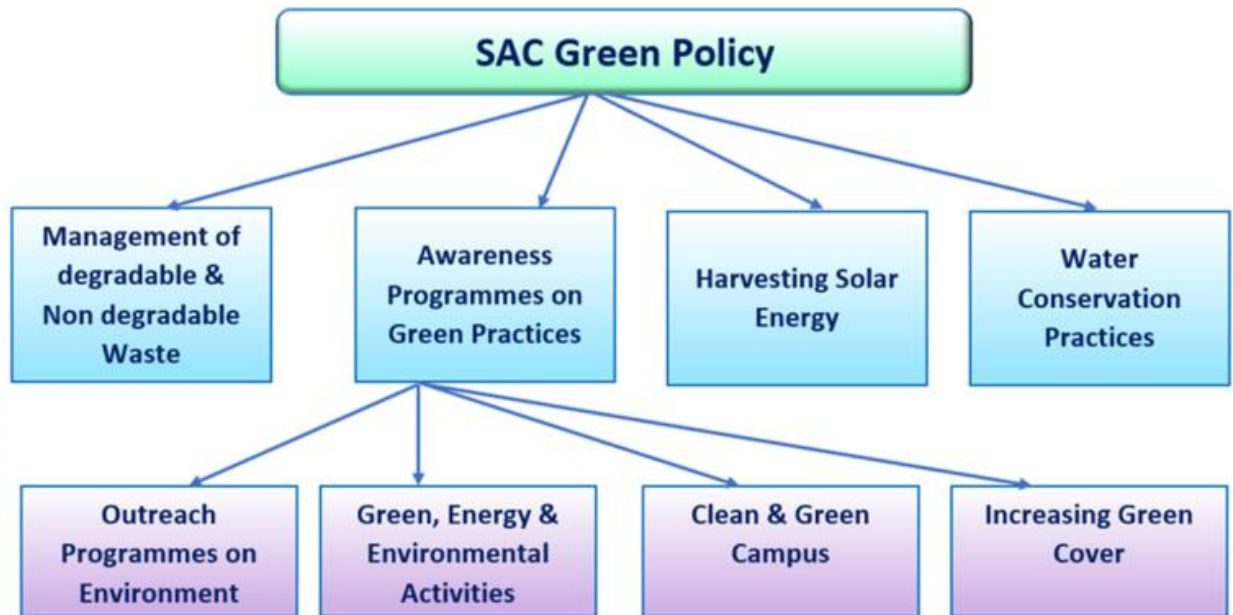 SAC Green Policy
Management of
degradable &
Non degradable
Waste
Awareness
Programmes on
Green Practices
Harvesting Solar
Energy
Water
Conservation
Practices
Outreach
Programmes on
Environment
Green, Energy &
Environmental
Activities
Clean & Green
Campus
Increasing Green
Cover